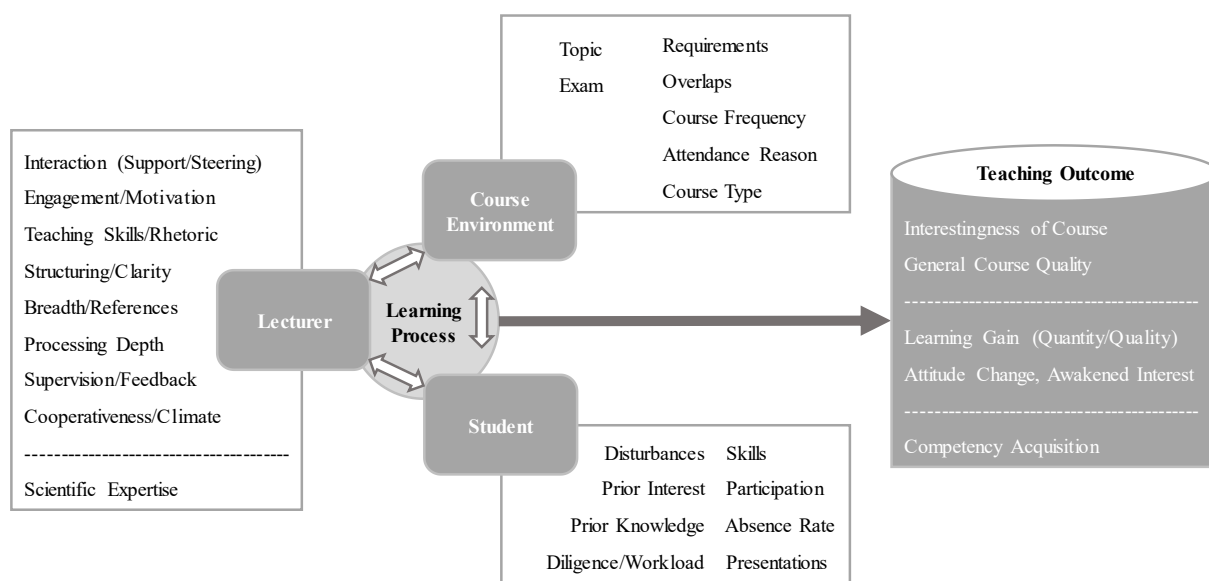 Topic
Exam
Requirements
Overlaps
Course Frequency
Attendance Reason
Course Type
Interaction (Support/Steering)
Engagement/Motivation
Teaching Skills/Rhetoric
Structuring/Clarity
Breadth/References
Processing Depth
Supervision/Feedback
Cooperativeness/Climate
Scientific Expertise
Course
Environment
Lecturer
Learning
Process
Student
Disturbances
Prior Interest
Prior Knowledge
Diligence/Workload
Skills
Participation
Absence Rate
Presentations
Teaching Outcome
Interestingness of Course
General Course Quality
Learning Gain (Quantity/Quality)
Attitude Change, Awakened Interest
Competency Acquisition